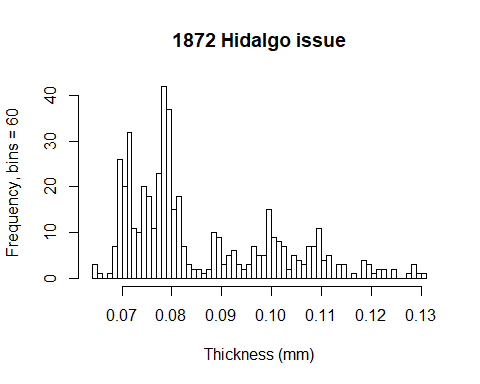 1872 Hidalgo issue
Frequency, bins = 60
40
30
20
10
0
0.07 0.08 0.09 0.10 0.11 0.12 0.13
Thickness (mm)